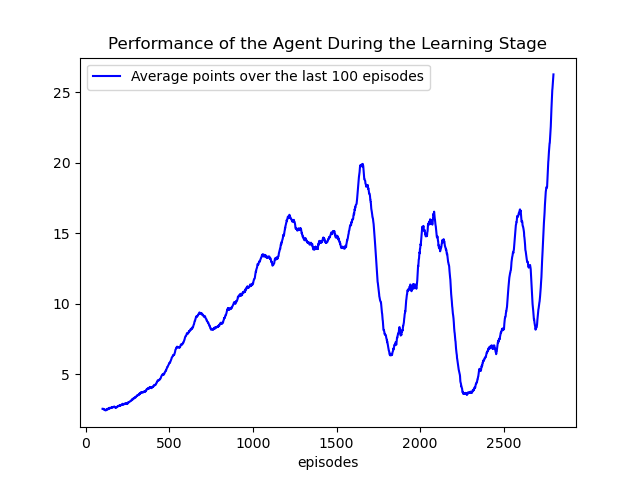 Performance of the Agent During the Learning Stage
Average points over the last 100 episodes
25
20
15
10
5
0 500 1000 1500 2000 2500
episodes